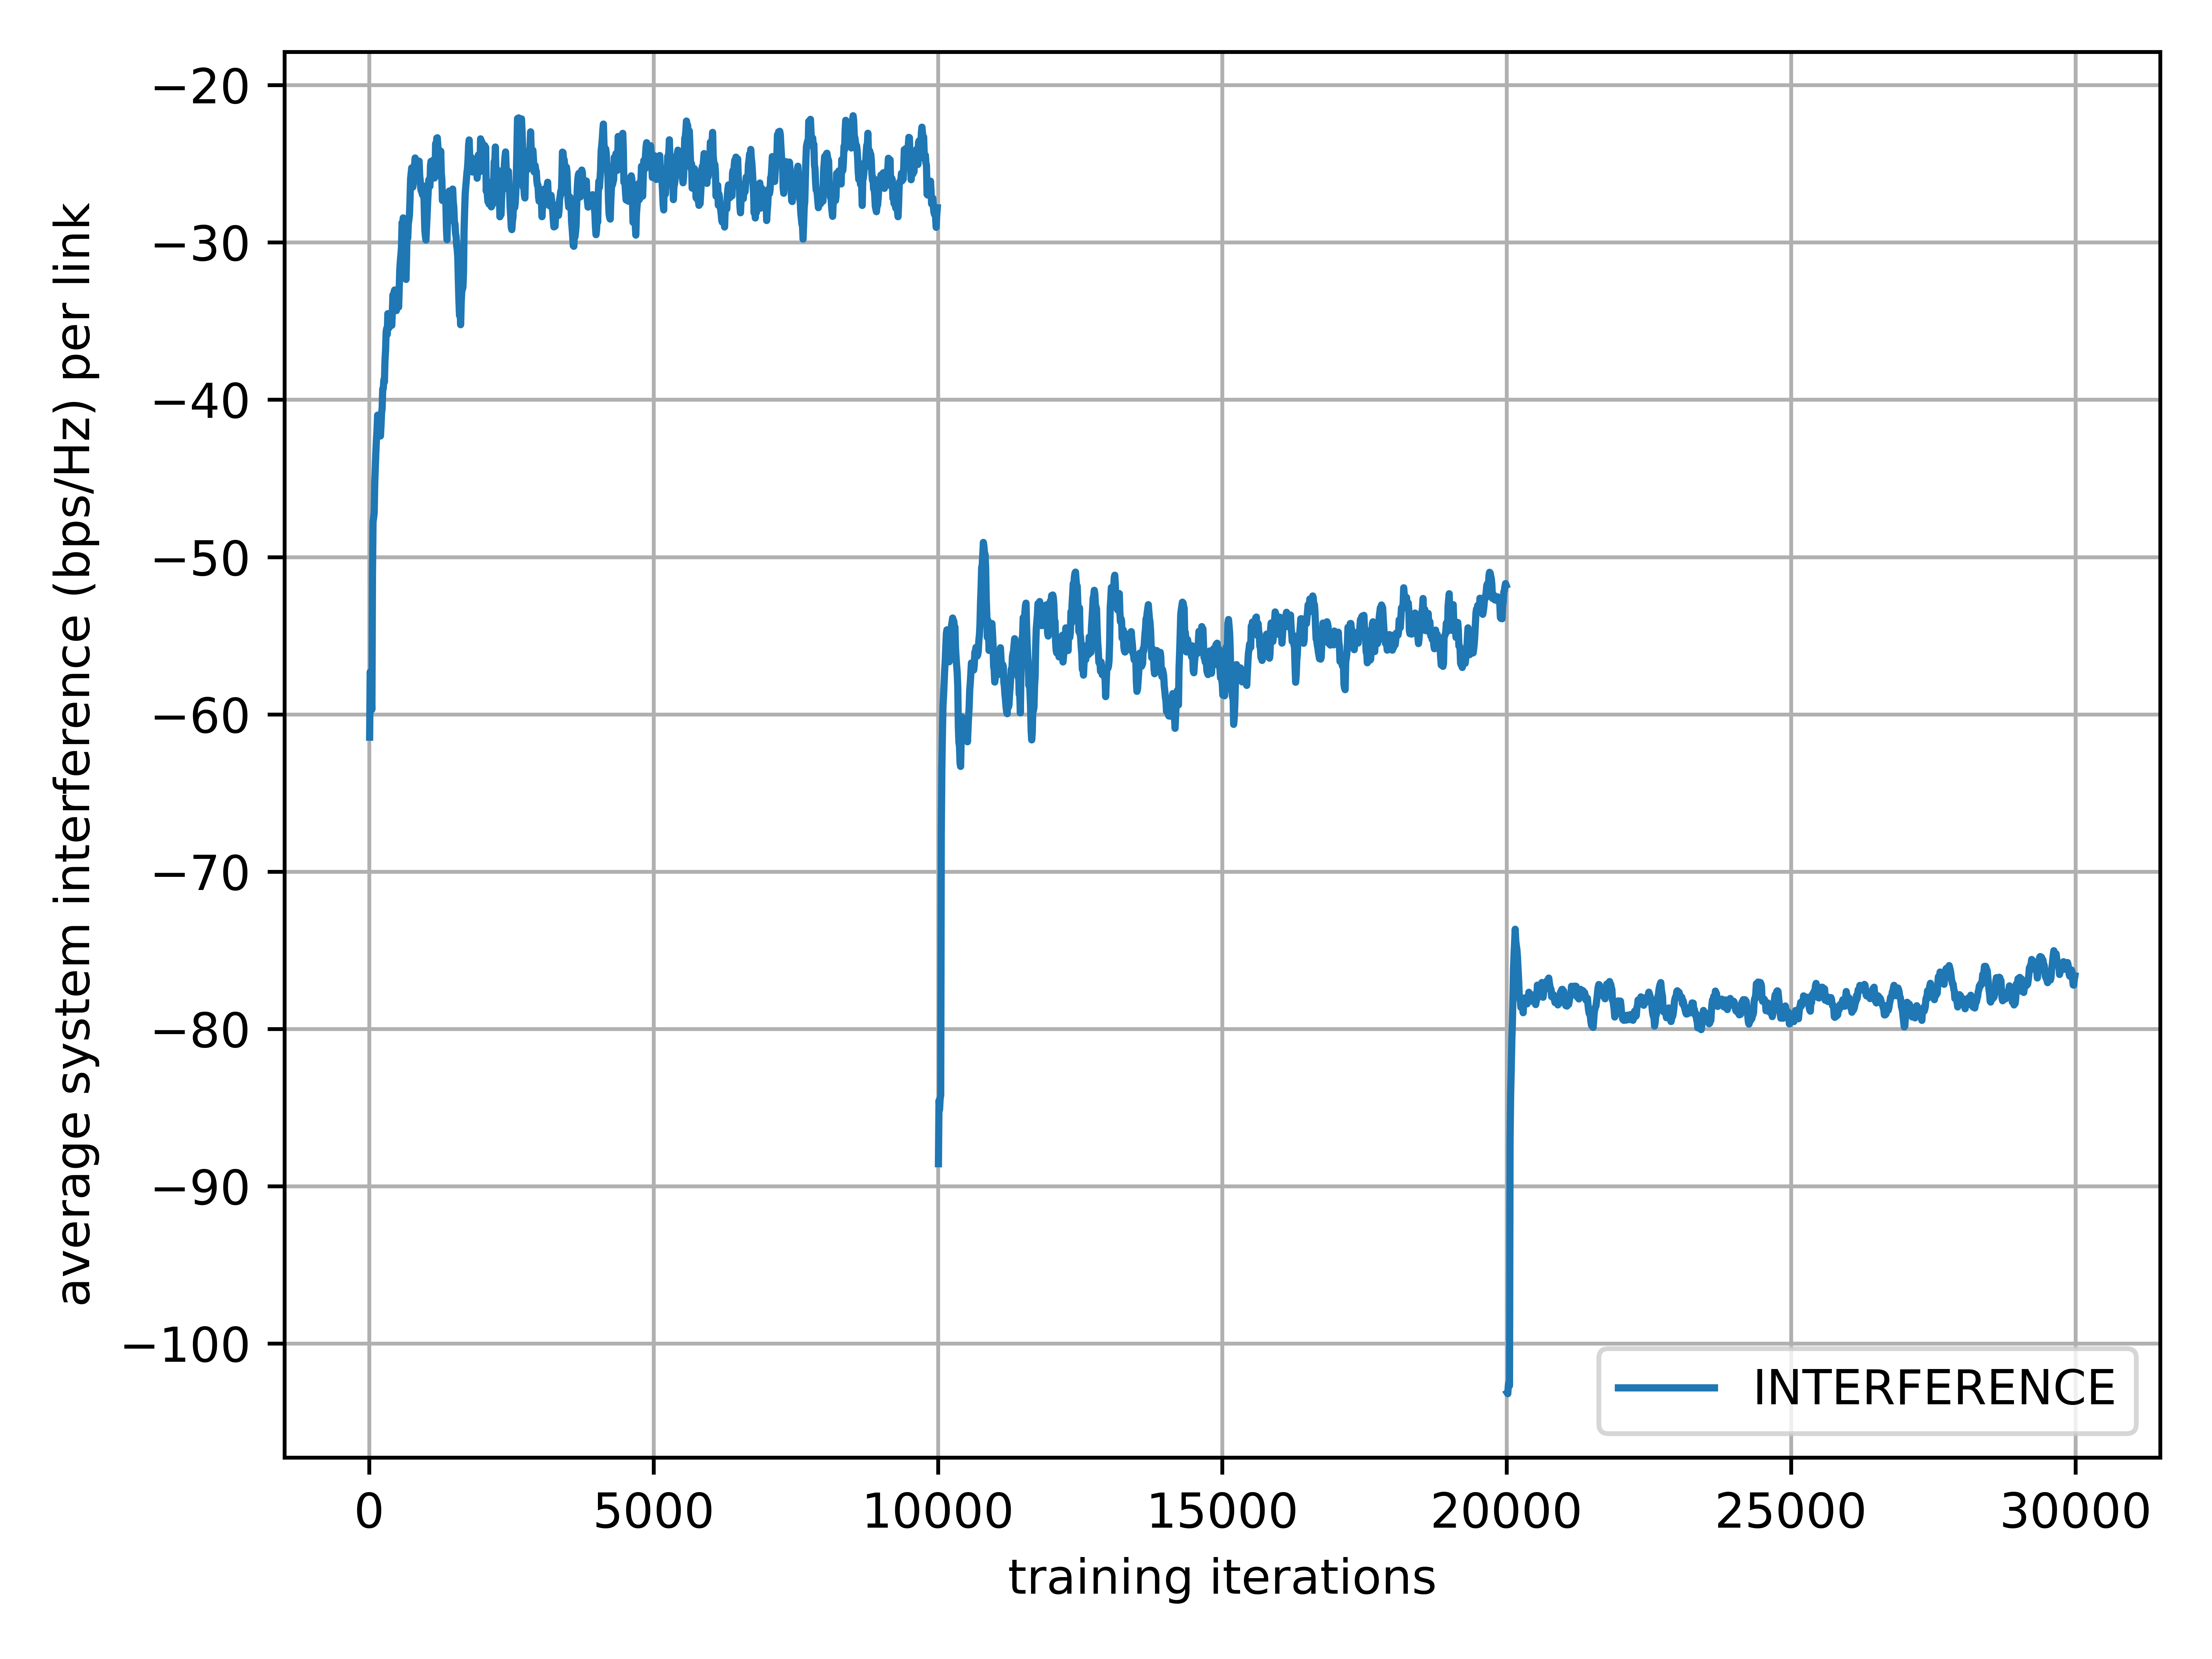 average system interference (bps/Hz) per link
−20
−30
−40
−50
−60
−70
−80
−90
−100
0 5000 10000 15000 20000 25000 30000
training iterations
INTERFERENCE